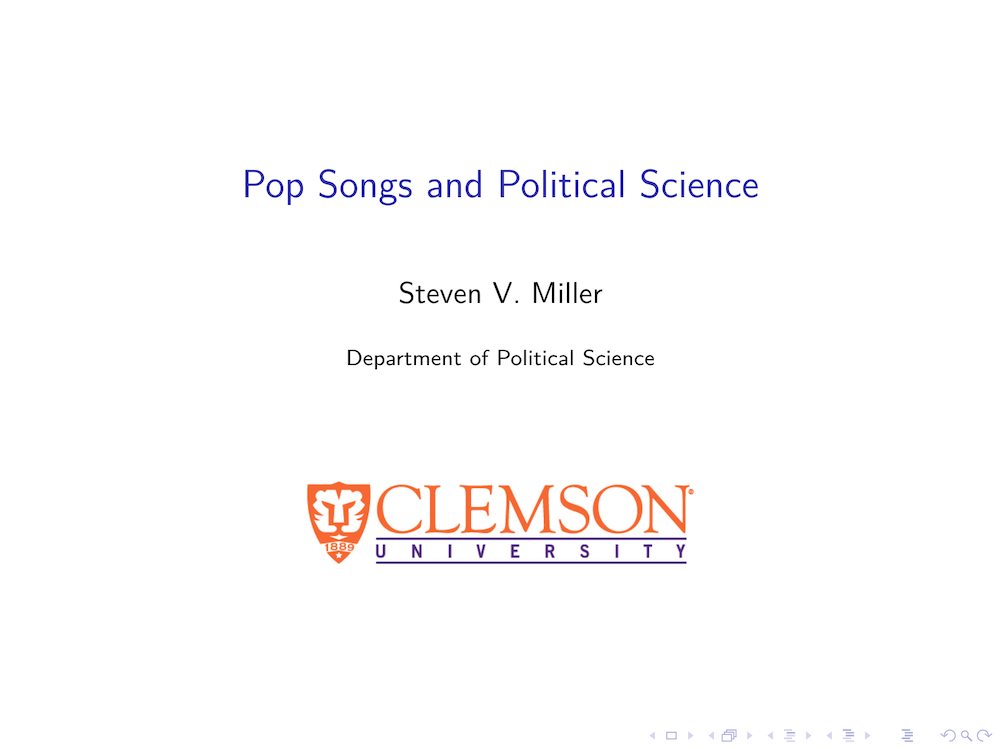 Pop Songs and Political Science
Steven V. Miller
Department of Political Science
CLEMSON®
UNIVERSITY
1889